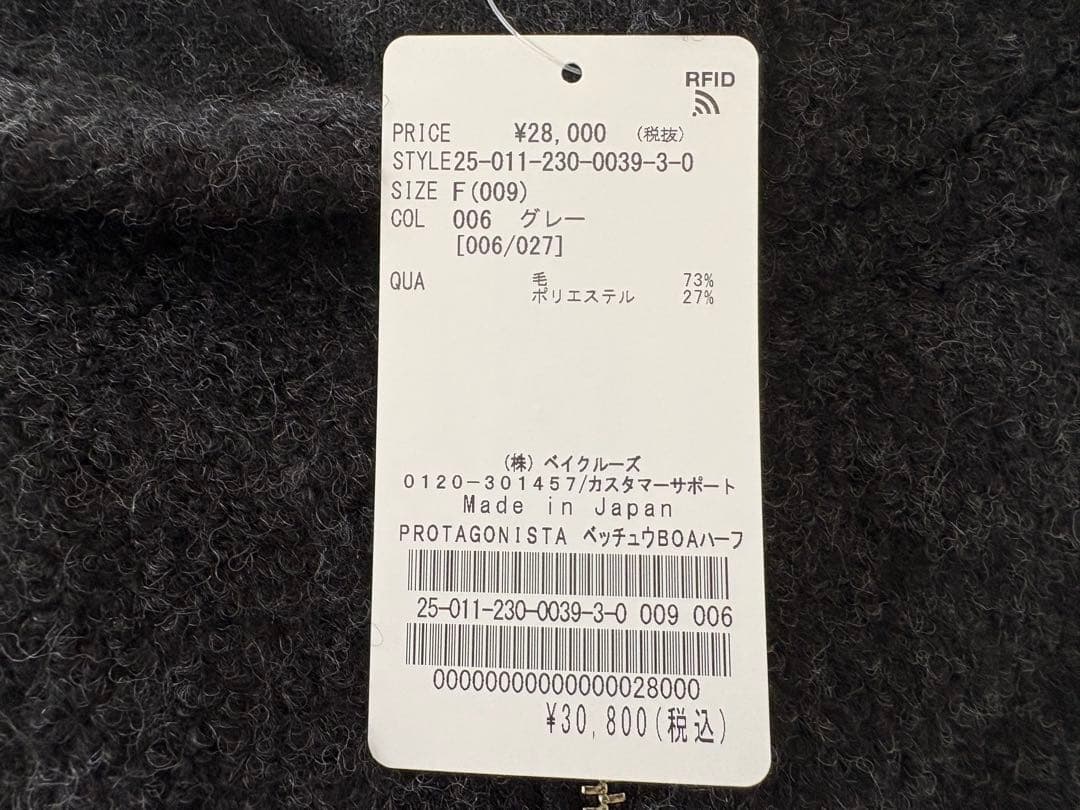 RFID
PRICE ¥28,000 (税抜)
STYLE25-011-230-0039-3-0
SIZE F(009)
COL 006 グレー
[006/027]
QUA 毛 73%
ポリエステル 27%
(株) ベイクルーズ
0120-301457/カスタマーサポート
Made in Japan
PROTAGONISTA ベッチュウBOAハーフ
25-011-230-0039-3-0 009 006
00000000000000028000
¥30,800(税込)